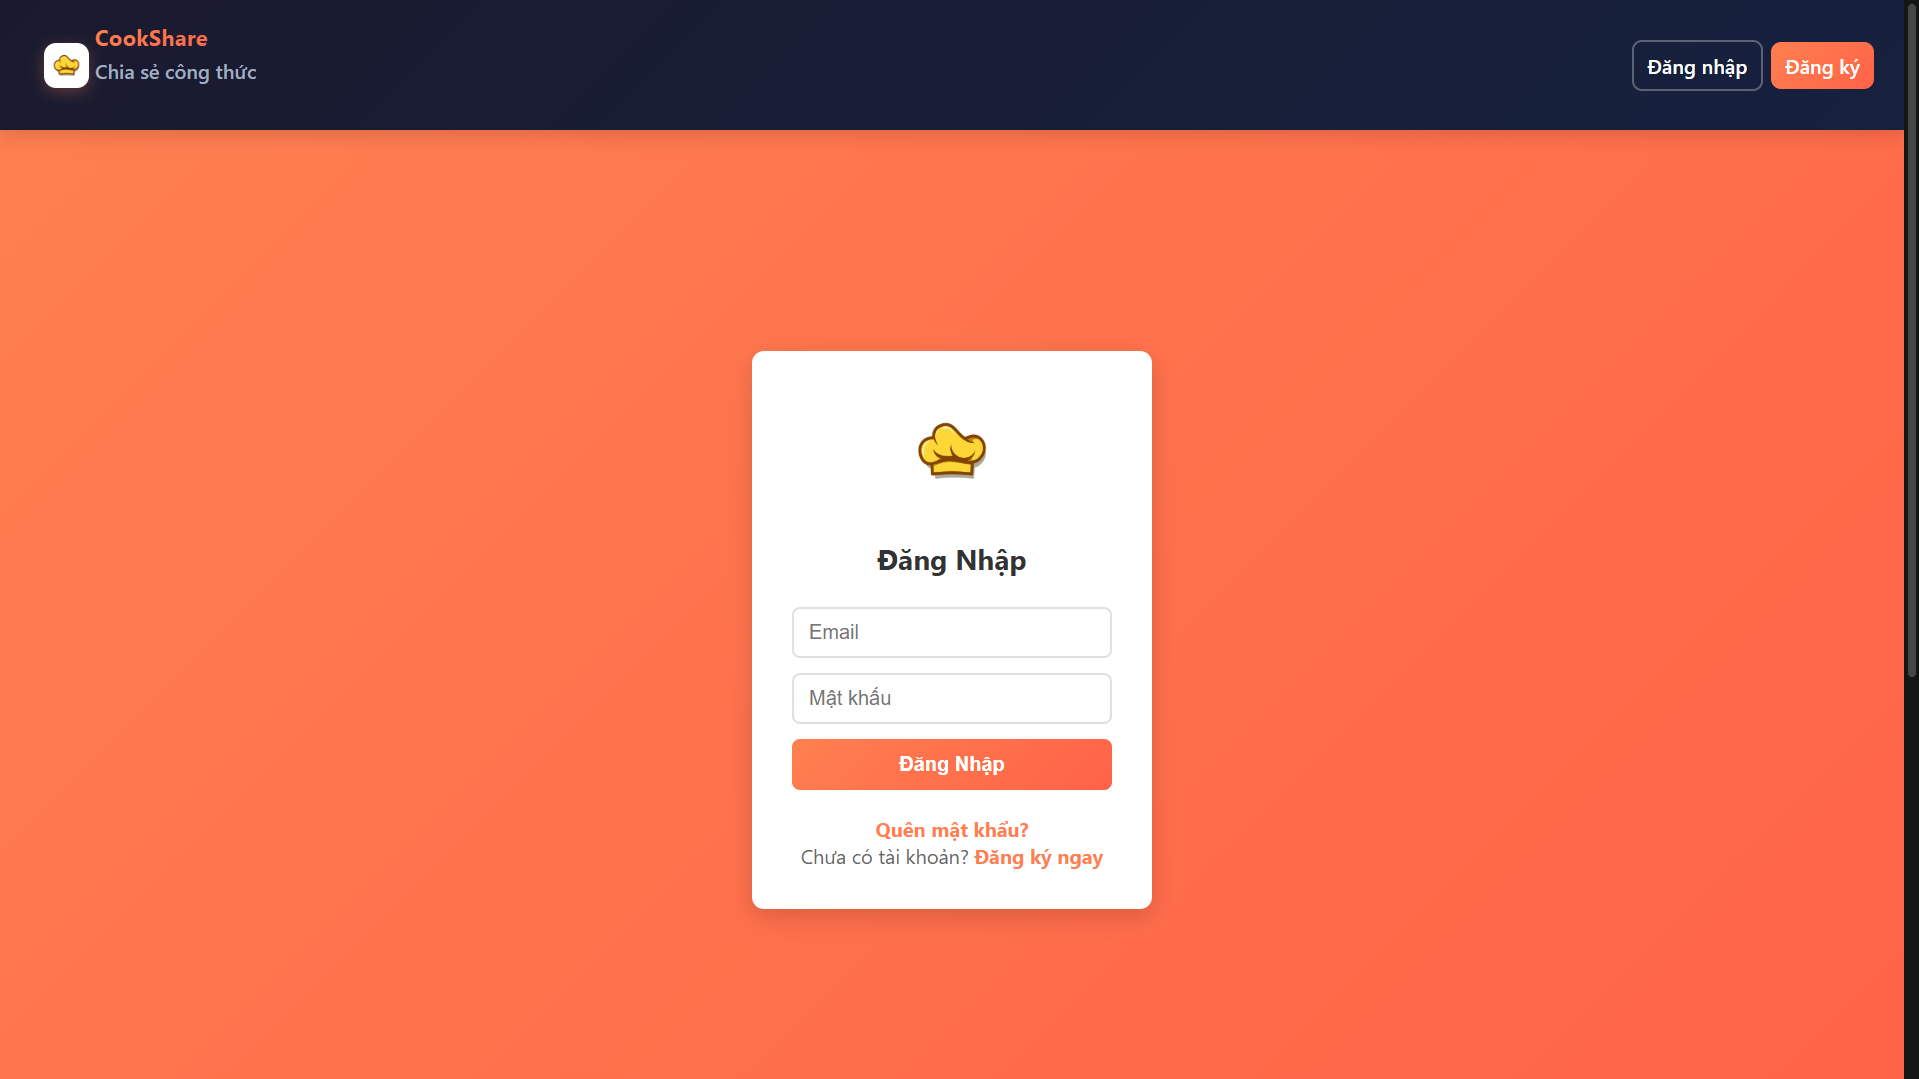 CookShare
Chia sẻ công thức
Đăng nhập
Đăng ký
Đăng Nhập
Email
Mật khẩu
Đăng Nhập
Quên mật khẩu?
Chưa có tài khoản? Đăng ký ngay